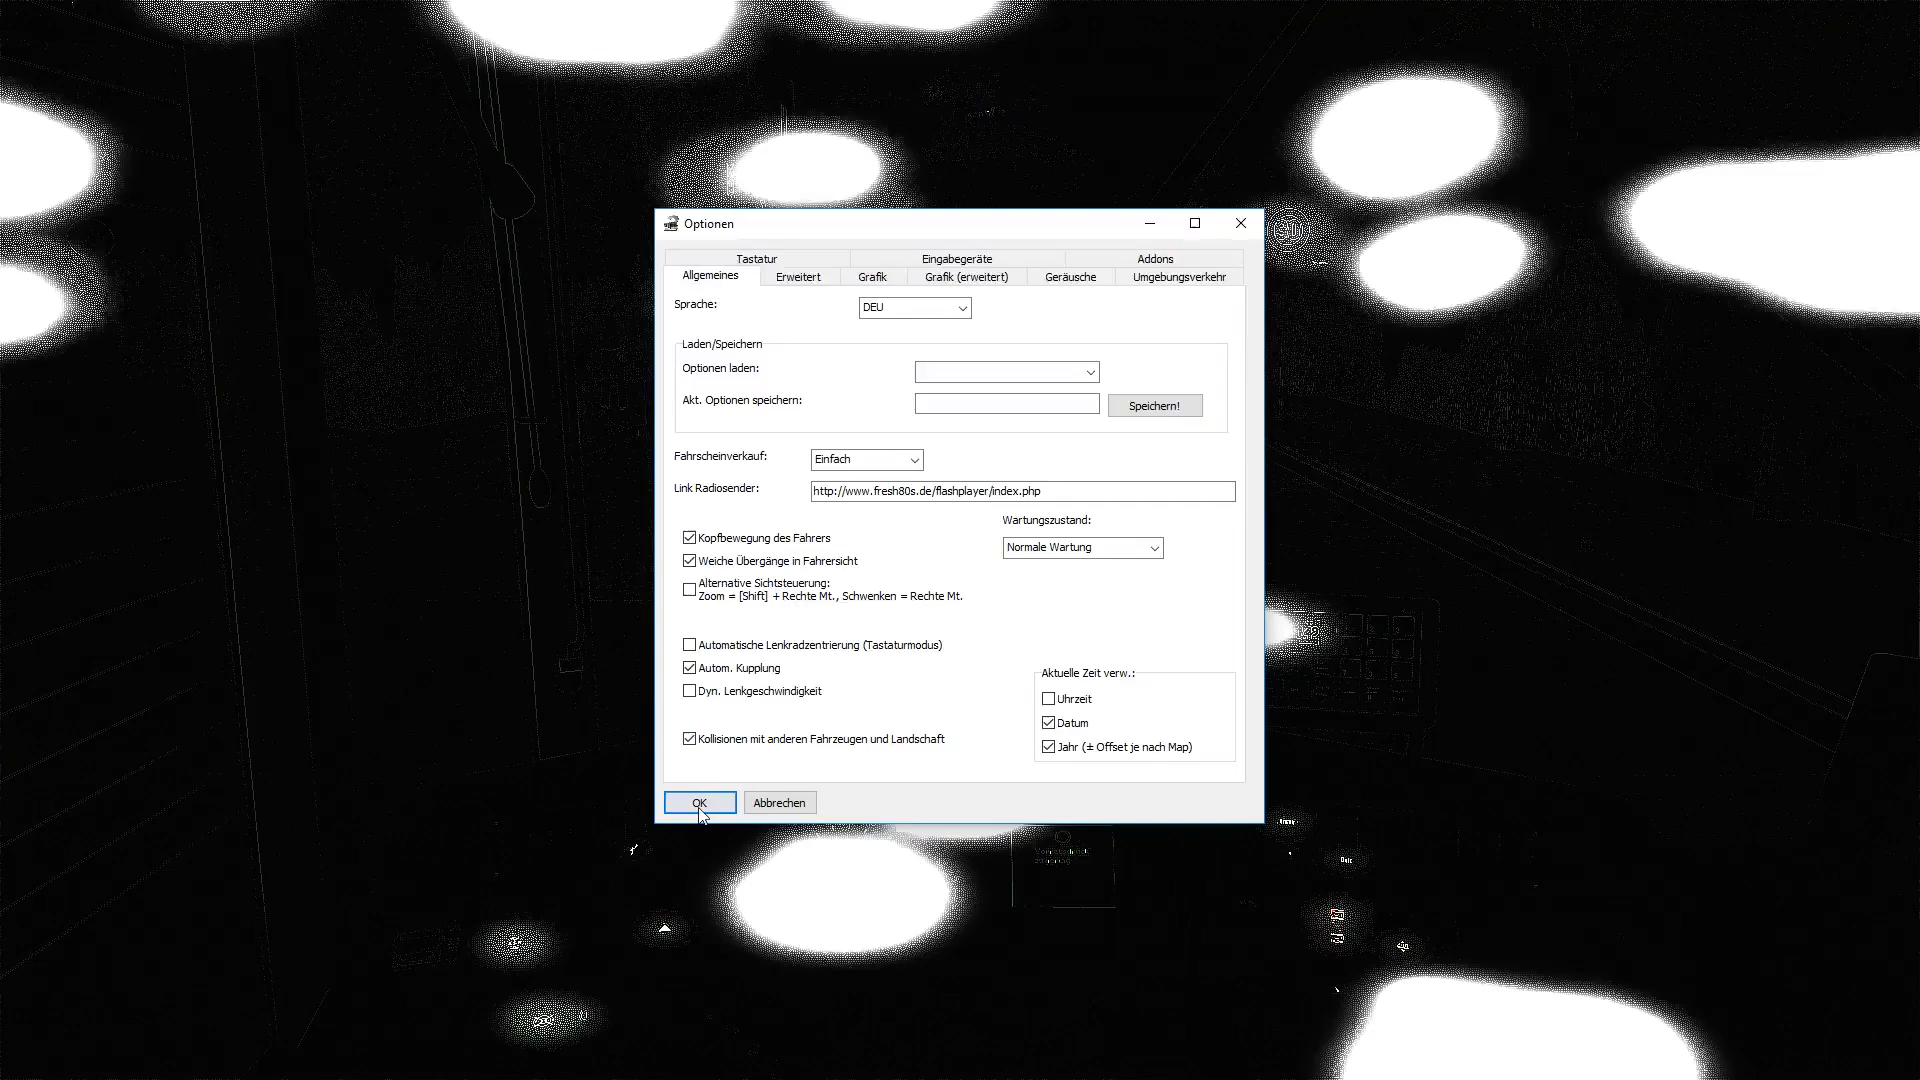 Optionen
Tastatur
Eingabegeräte
Addons
Allgemeines
Erweitert
Grafik
Grafik (erweitert)
Geräusche
Umgebungsverkehr
Sprache:
DEU
Laden/Speichern
Optionen laden:
Akt. Optionen speichern:
Speichern!
Fahrscheinverkauf:
Einfach
Link Radiosender:
http://www.fresh80s.de/flashplayer/index.php
Wartungszustand:
Normale Wartung
Kopfbewegung des Fahrers
Weiche Übergänge in Fahrersicht
Alternative Sichtsteuerung:
Zoom = [Shift] + Rechte Mt., Schwenken = Rechte Mt.
Automatische Lenkradzentrierung (Tastaturmodus)
Autom. Kupplung
Dyn. Lenkgeschwindigkeit
Kollisionen mit anderen Fahrzeugen und Landschaft
Aktuelle Zeit verw.:
Uhrzeit
Datum
Jahr (± Offset je nach Map)
OK
Abbrechen